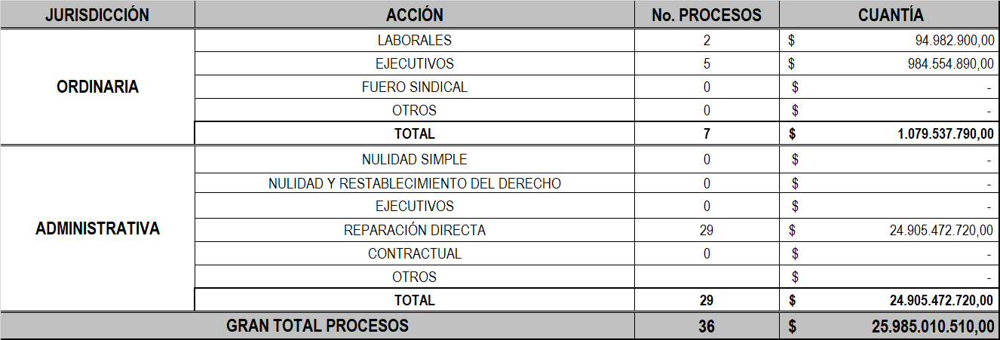 JURISDICCIÓN ACCIÓN No. PROCESOS CUANTÍA
LABORALES 2 $ 94.982.900,00
EJECUTIVOS 5 $ 984.554.890,00
ORDINARIA FUERO SINDICAL 0 $ -
OTROS 0 $ -
TOTAL 7 $ 1.079.537.790,00
NULIDAD SIMPLE 0 $ -
NULIDAD Y RESTABLECIMIENTO DEL DERECHO 0 $ -
EJECUTIVOS 0 $ -
ADMINISTRATIVA REPARACIÓN DIRECTA 29 $ 24.905.472.720,00
CONTRACTUAL 0 $ -
OTROS $ -
TOTAL 29 $ 24.905.472.720,00
GRAN TOTAL PROCESOS 36 $ 25.985.010.510,00